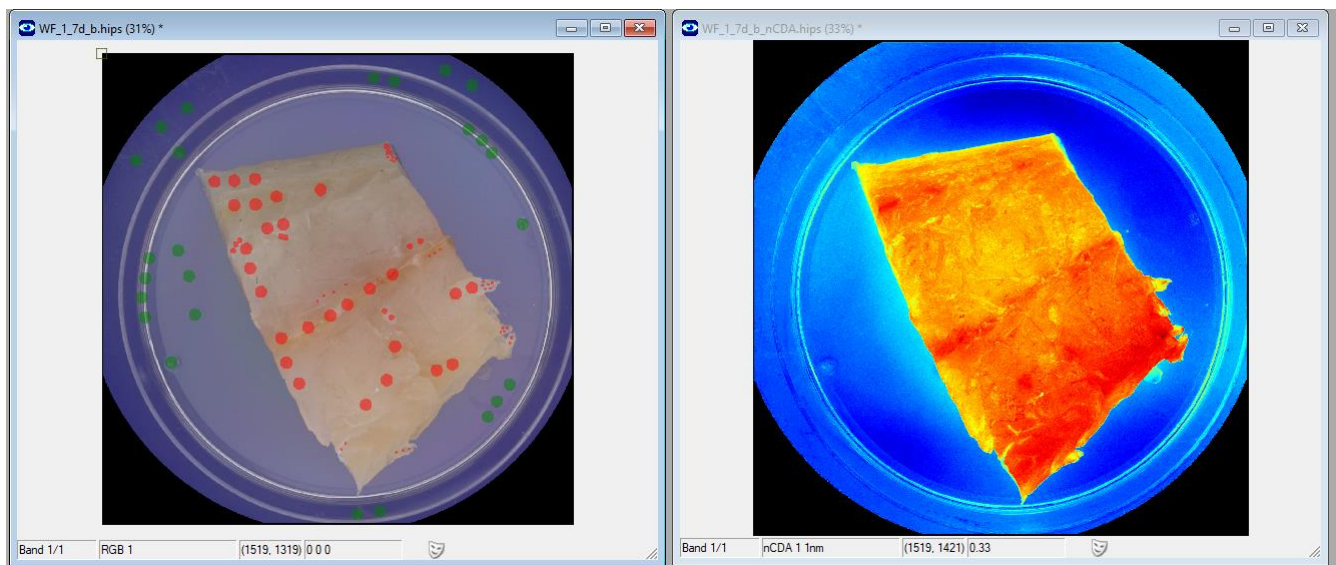 WF_1_7d_b.hips (31%) *
WF_1_7d_b_nCDA.hips (33%) *
Band 1/1 RGB 1 (1519, 1319) 0 0 0
Band 1/1 nCDA 1 1nm (1519, 1421) 0.33